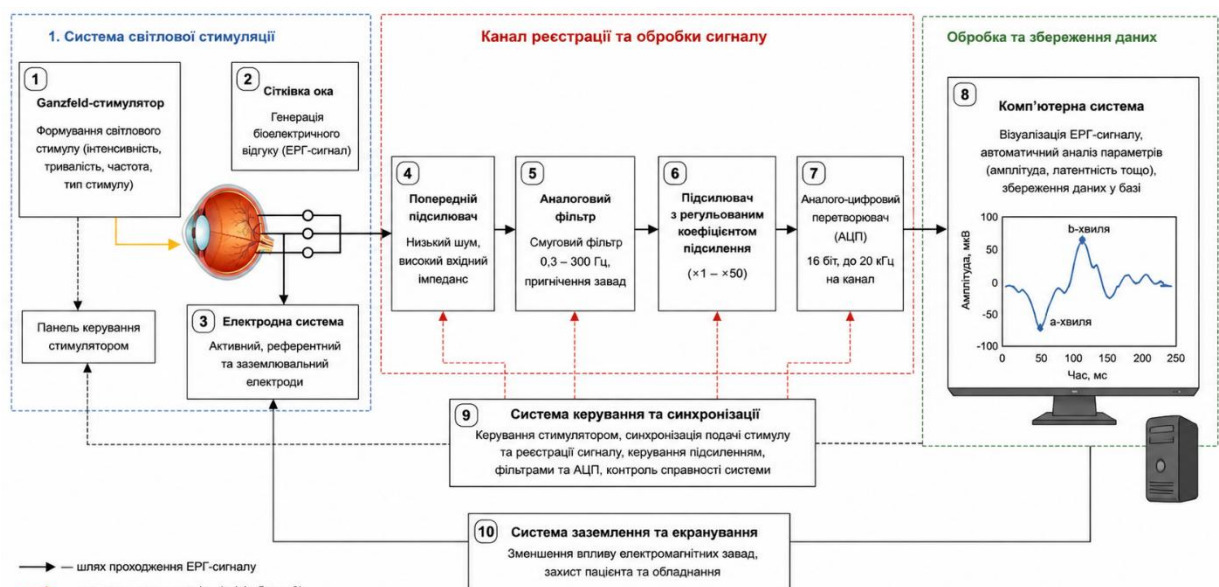 1. Система світлової стимуляції
1
Ganzfeld-стимулятор
Формування світлового
стимулу (інтенсивність,
тривалість, частота,
тип стимулу)
2
Сітківка ока
Генерація
біоелектричного
відгуку (ЕРГ-сигнал)
Панель керування
стимулятором
3
Електродна система
Активний, референтний
та заземлювальний
електроди
Канал реєстрації та обробки сигналу
4
Попередній
підсилювач
Низький шум,
високий вхідний
імпеданс
5
Аналоговий
фільтр
Смуговий фільтр
0,3 – 300 Гц,
пригнічення завад
6
Підсилювач
з регульованим
коефіцієнтом
підсилення
(×1 – ×50)
7
Аналого-цифровий
перетворювач
(АЦП)
16 біт, до 20 кГц
на канал
Обробка та збереження даних
8
Комп’ютерна система
Візуалізація ЕРГ-сигналу,
автоматичний аналіз параметрів
(амплітуда, латентність тощо),
збереження даних у базі
Амплітуда, мкВ
100
50
0
-50
-100
b-хвиля
а-хвиля
0
50
100
150
200
250
Час, мс
9
Система керування та синхронізації
Керування стимулятором, синхронізація подачі стимулу
та реєстрації сигналу, керування підсиленням,
фільтрами та АЦП, контроль справності системи
10
Система заземлення та екранування
Зменшення впливу електромагнітних завад,
захист пацієнта та обладнання
— шлях проходження ЕРГ-сигналу